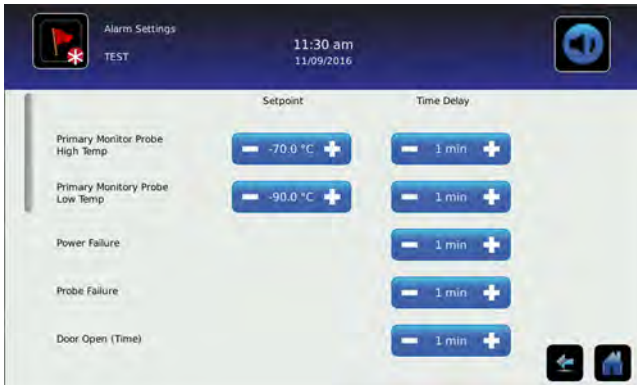 Alarm Settings
TEST
11:30 am
11/09/2016
Setpoint Time Delay
Primary Monitor Probe
High Temp
-70.0 °C 1 min
Primary Monitory Probe
Low Temp
-90.0 °C 1 min
Power Failure 1 min
Probe Failure 1 min
Door Open (Time) 1 min